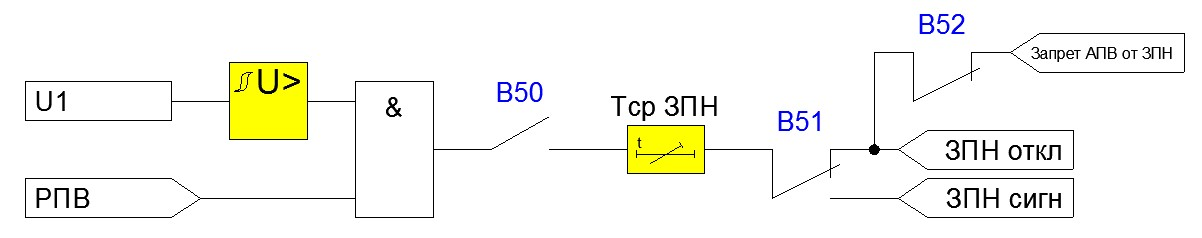 B52
Запрет АПВ от ЗПН
U>
U1
&
B50
Тср ЗПН
B51
t
ЗПН откл
РПВ
ЗПН сигн